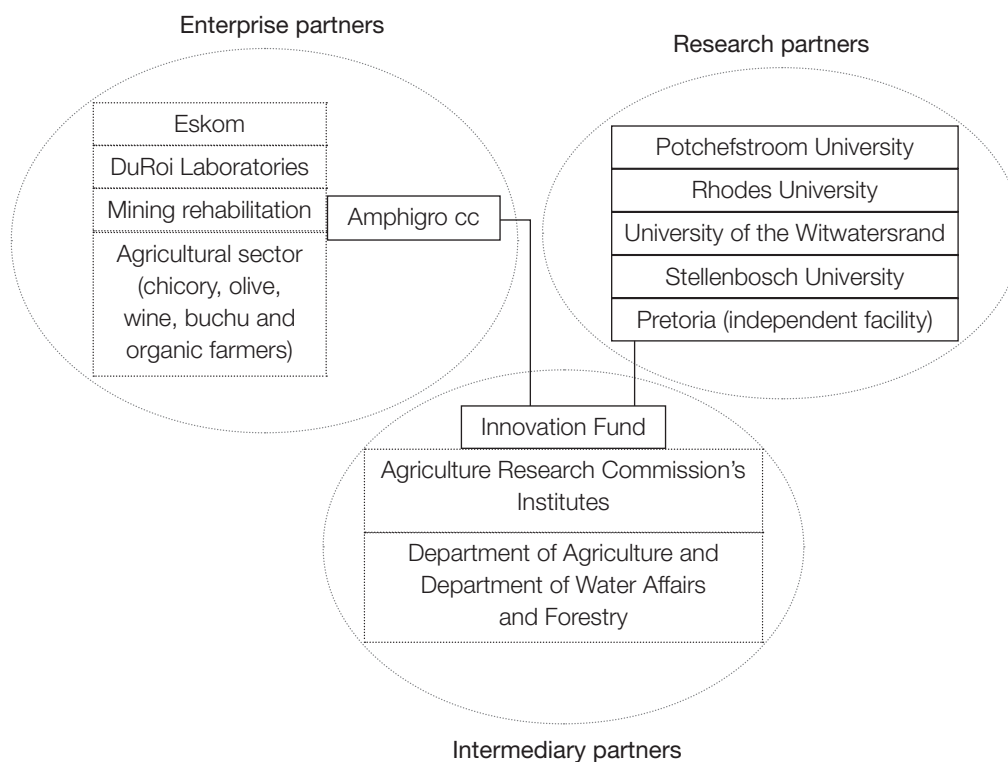 Enterprise partners
Eskom
DuRoi Laboratories
Mining rehabilitation
Agricultural sector
(chicory, olive,
wine, buchu and
organic farmers)
Amphigro cc
Research partners
Potchefstroom University
Rhodes University
University of the Witwatersrand
Stellenbosch University
Pretoria (independent facility)
Innovation Fund
Agriculture Research Commission's
Institutes
Department of Agriculture and
Department of Water Affairs
and Forestry
Intermediary partners